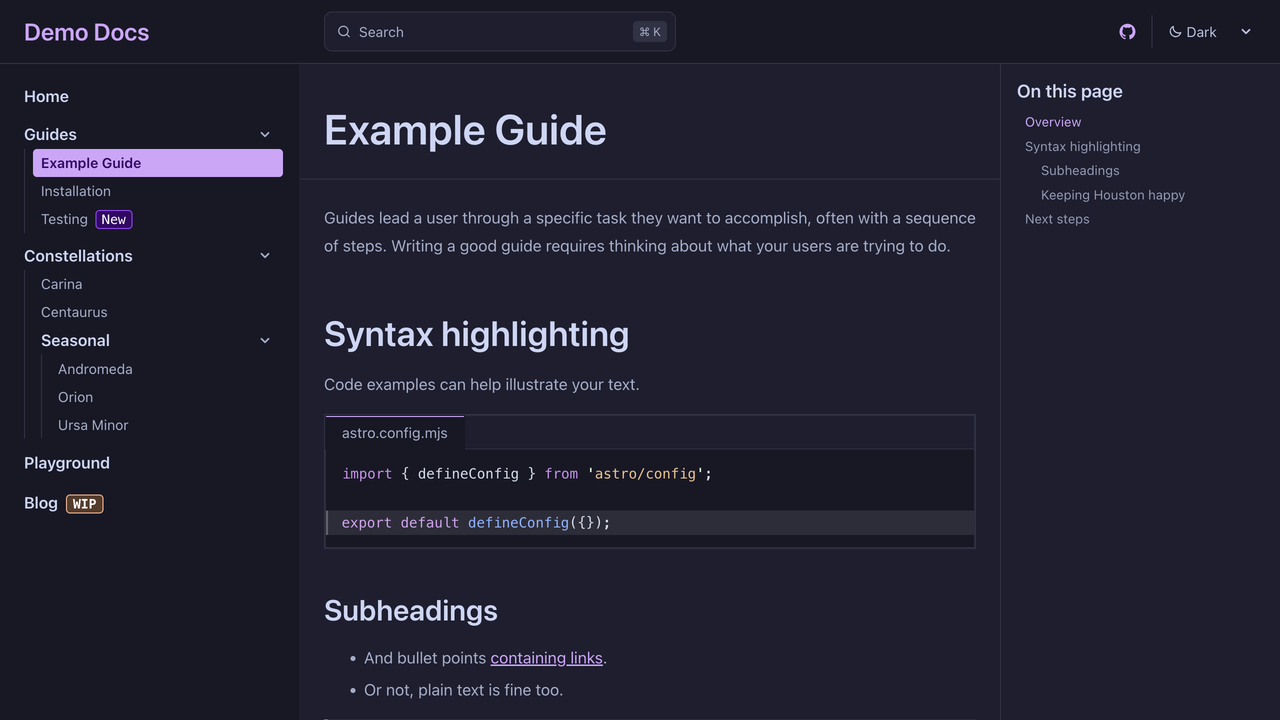 Demo Docs
Search
⌘ K
Dark
Home
Guides
Example Guide
Installation
Testing New
Constellations
Carina
Centaurus
Seasonal
Andromeda
Orion
Ursa Minor
Playground
Blog WIP
Example Guide
Guides lead a user through a specific task they want to accomplish, often with a sequence
of steps. Writing a good guide requires thinking about what your users are trying to do.
Syntax highlighting
Code examples can help illustrate your text.
astro.config.mjs
import { defineConfig } from 'astro/config';
export default defineConfig({});
Subheadings
• And bullet points containing links.
• Or not, plain text is fine too.
On this page
Overview
Syntax highlighting
Subheadings
Keeping Houston happy
Next steps